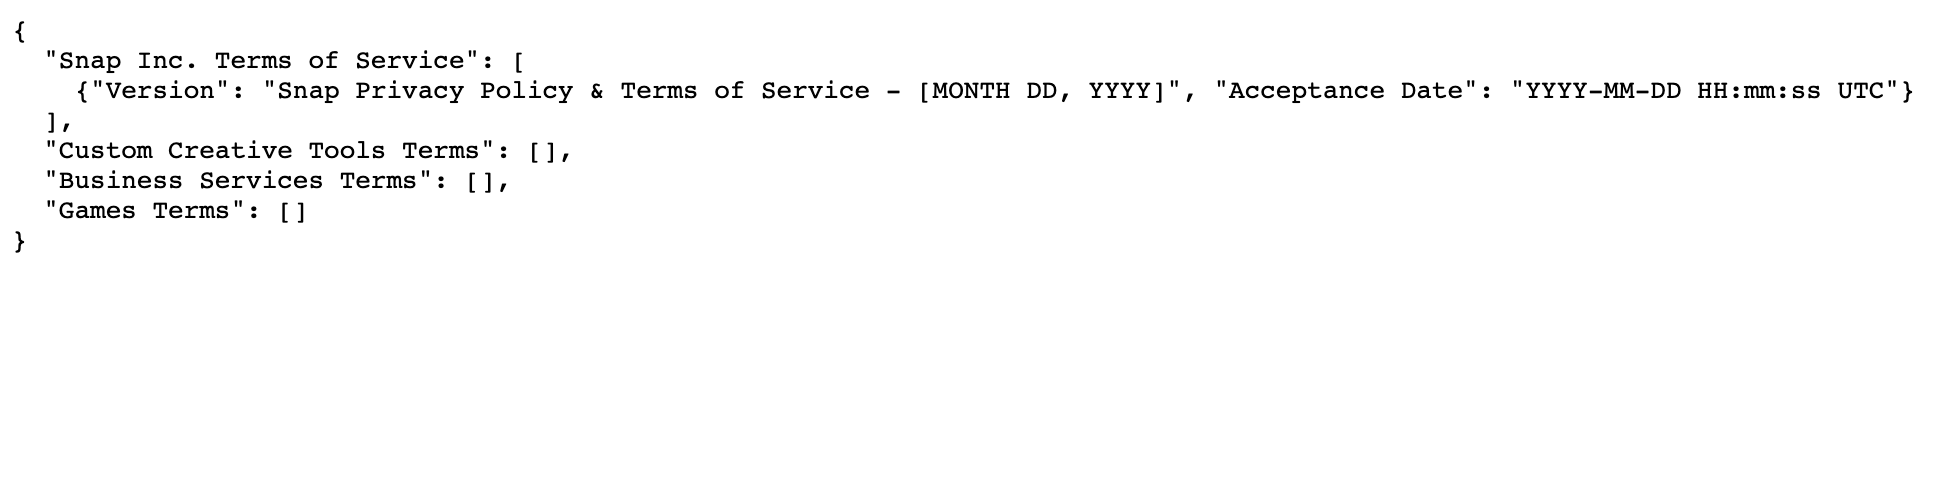 {
  "Snap Inc. Terms of Service": [
    {"Version": "Snap Privacy Policy & Terms of Service – [MONTH DD, YYYY]", "Acceptance Date": "YYYY–MM–DD HH:mm:ss UTC"}
  ],
  "Custom Creative Tools Terms": [],
  "Business Services Terms": [],
  "Games Terms": []
}